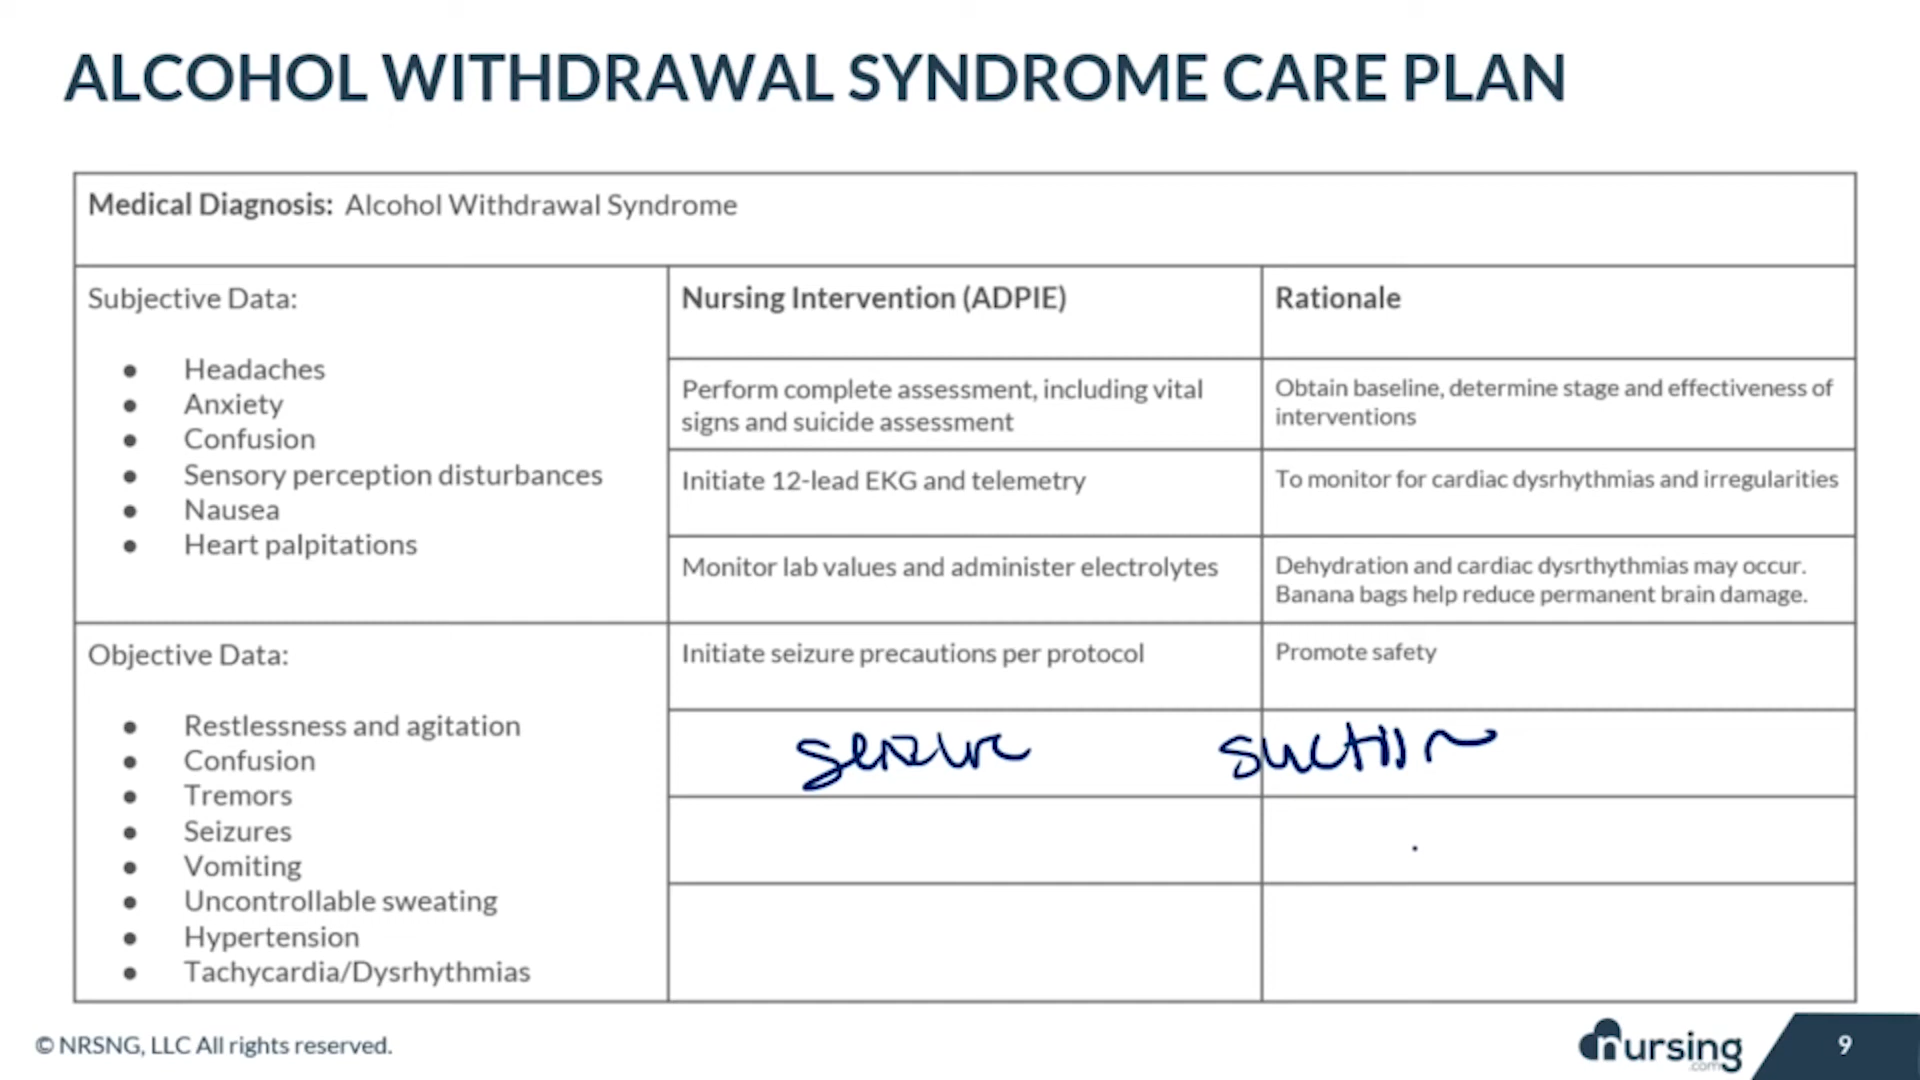 ALCOHOL WITHDRAWAL SYNDROME CARE PLAN
Medical Diagnosis: Alcohol Withdrawal Syndrome
Subjective Data:
● Headaches
● Anxiety
● Confusion
● Sensory perception disturbances
● Nausea
● Heart palpitations
Nursing Intervention (ADPIE)
Rationale
Perform complete assessment, including vital
signs and suicide assessment
Obtain baseline, determine stage and effectiveness of
interventions
Initiate 12-lead EKG and telemetry
To monitor for cardiac dysrhythmias and irregularities
Monitor lab values and administer electrolytes
Dehydration and cardiac dysrthythmias may occur.
Banana bags help reduce permanent brain damage.
Objective Data:
● Restlessness and agitation
● Confusion
● Tremors
● Seizures
● Vomiting
● Uncontrollable sweating
● Hypertension
● Tachycardia/Dysrhythmias
Initiate seizure precautions per protocol
Promote safety
seizure
suction
© NRSNG, LLC All rights reserved.
nursing
.com
9